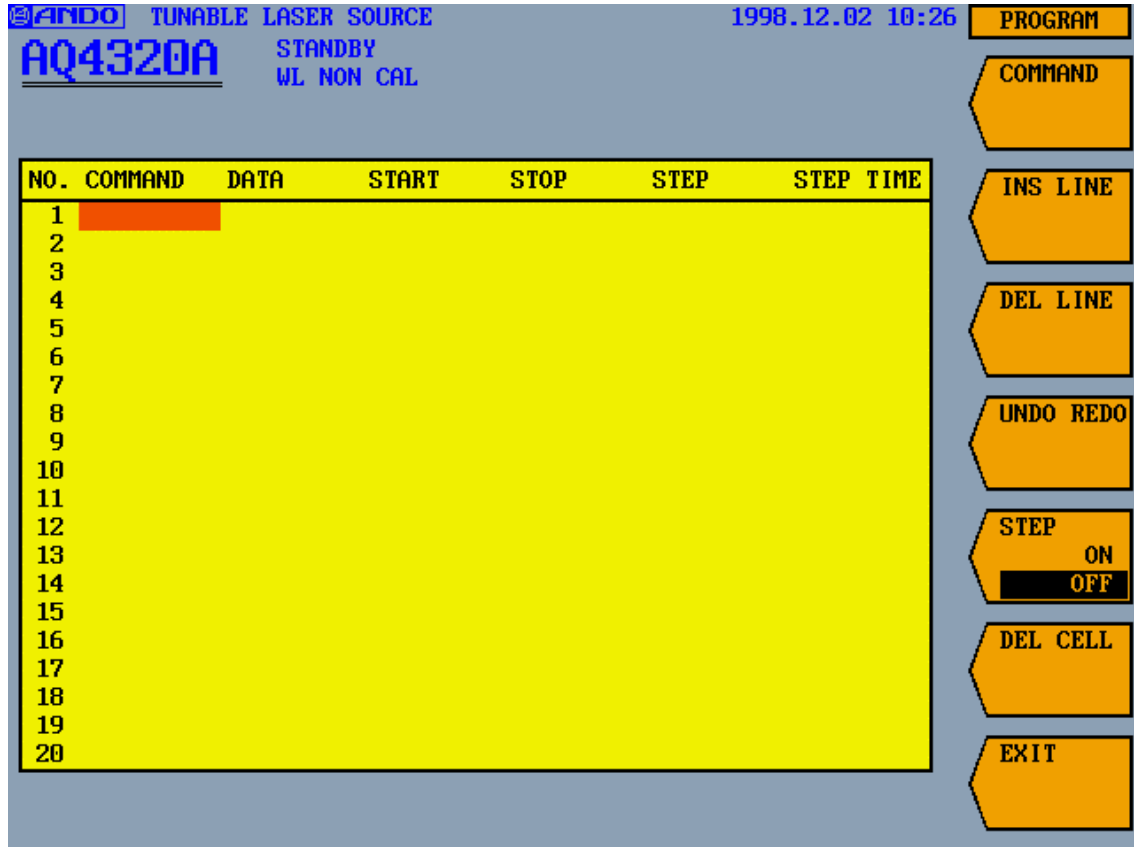 ANDO TUNABLE LASER SOURCE 1998.12.02 10:26
AQ4320A STANDBY
WL NON CAL
NO. COMMAND DATA START STOP STEP STEP TIME
1
2
3
4
5
6
7
8
9
10
11
12
13
14
15
16
17
18
19
20
PROGRAM
COMMAND
INS LINE
DEL LINE
UNDO REDO
STEP
ON
OFF
DEL CELL
EXIT